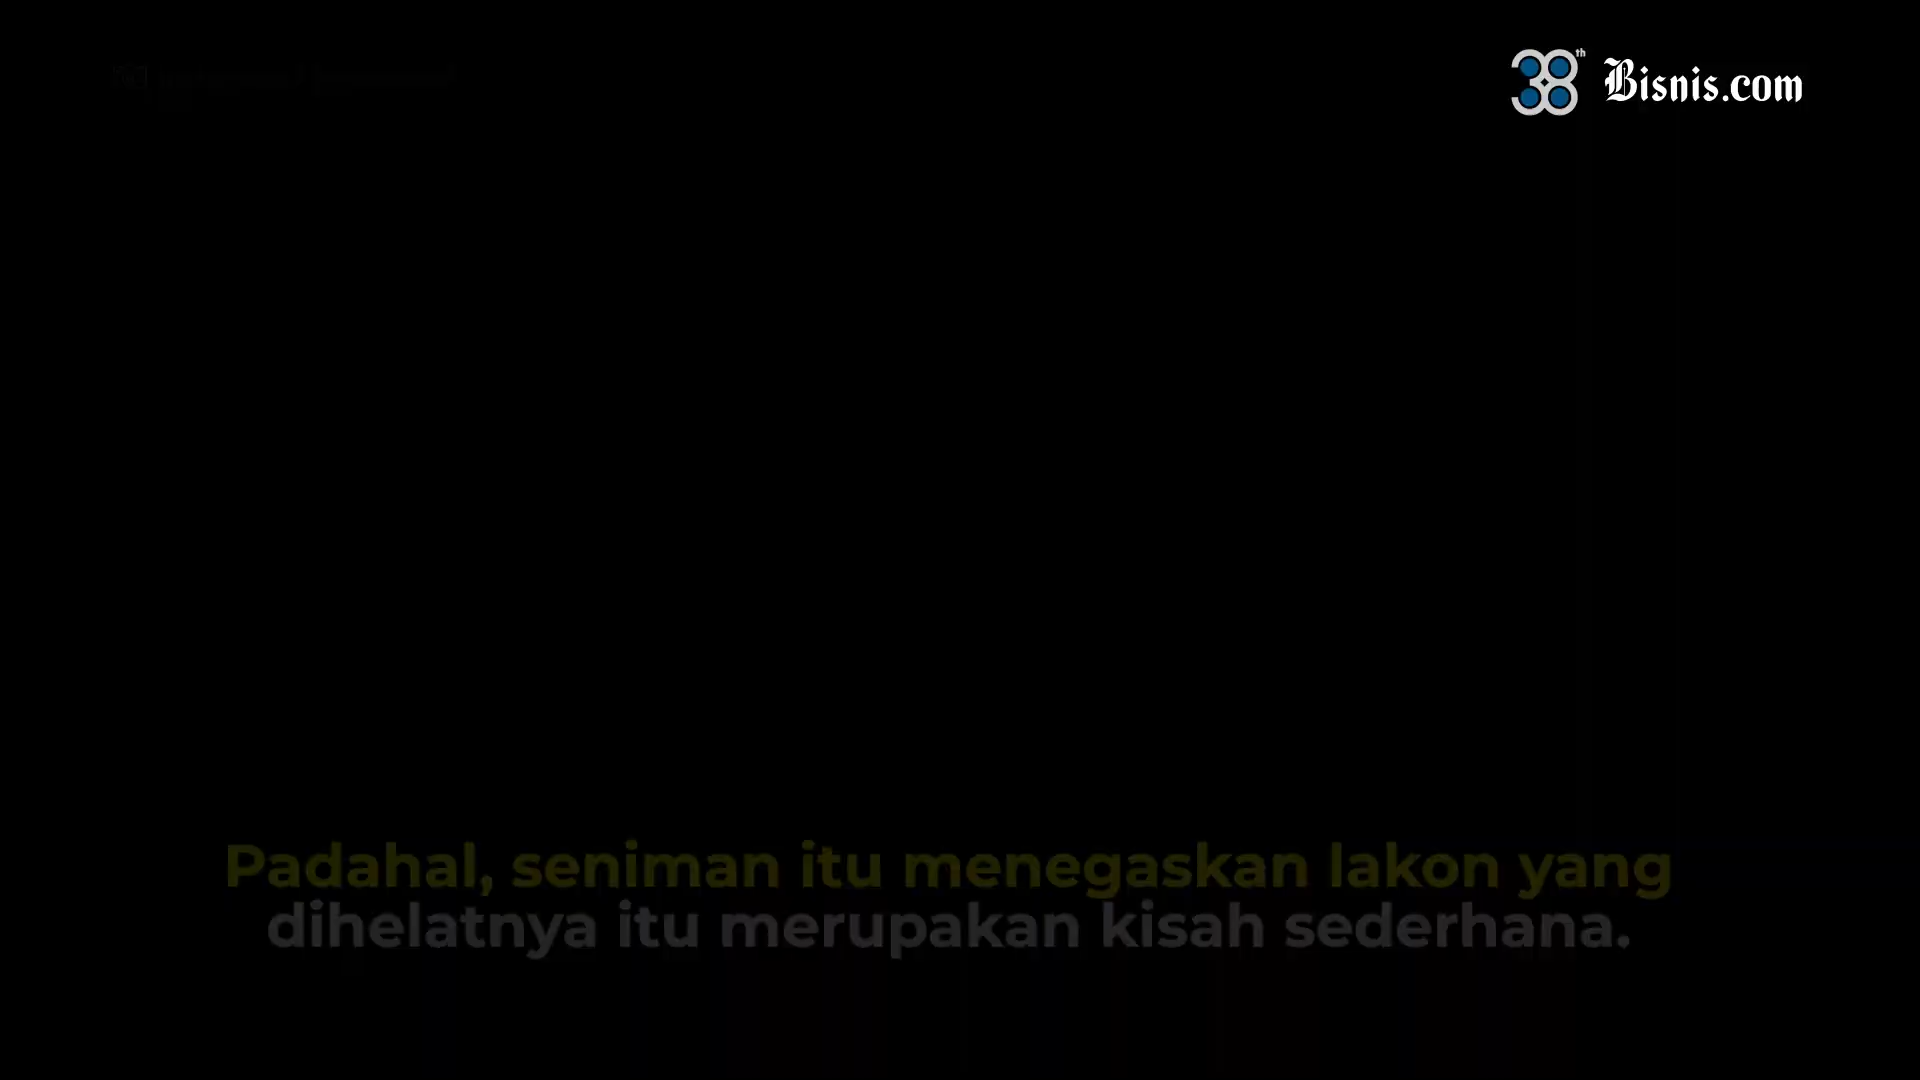 38th Bisnis.com
Padahal, seniman itu menegaskan lakon yang
dihelatnya itu merupakan kisah sederhana.